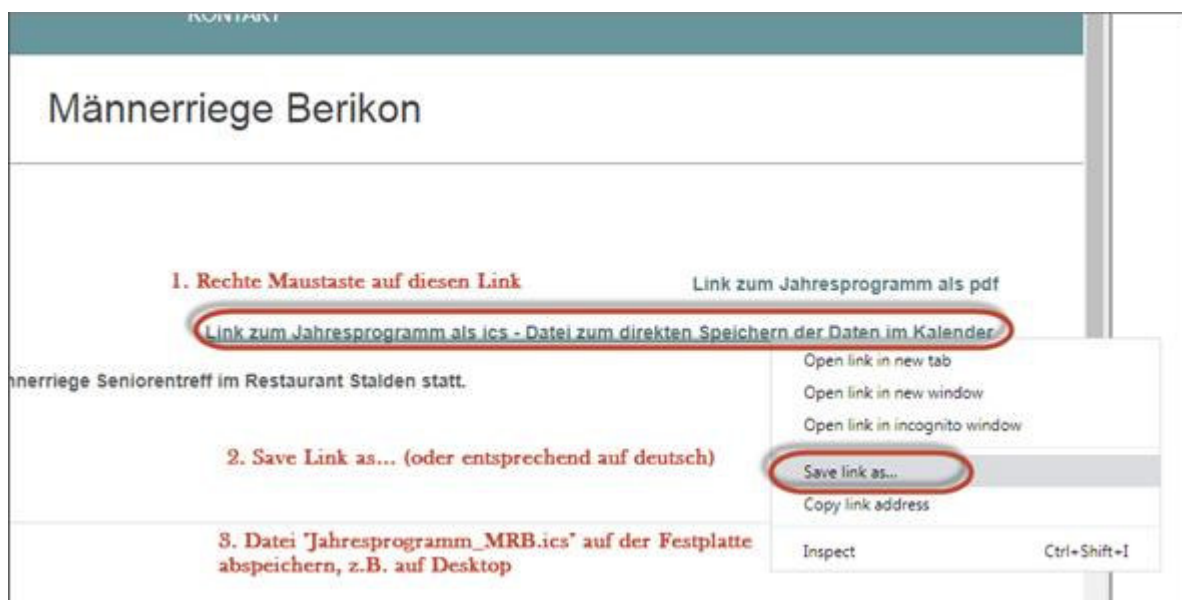 KONTAKT
Männerriege Berikon
1. Rechte Maustaste auf diesen Link
Link zum Jahresprogramm als pdf
Link zum Jahresprogramm als ics - Datei zum direkten Speichern der Daten im Kalender
Open link in new tab
nnerriege Seniorentreff im Restaurant Stalden statt.
Open link in new window
Open link in incognito window
2. Save Link as... (oder entsprechend auf deutsch)
Save link as...
Copy link address
3. Datei "Jahresprogramm_MRB.ics" auf der Festplatte
abspeichern, z.B. auf Desktop
Inspect Ctrl+Shift+I